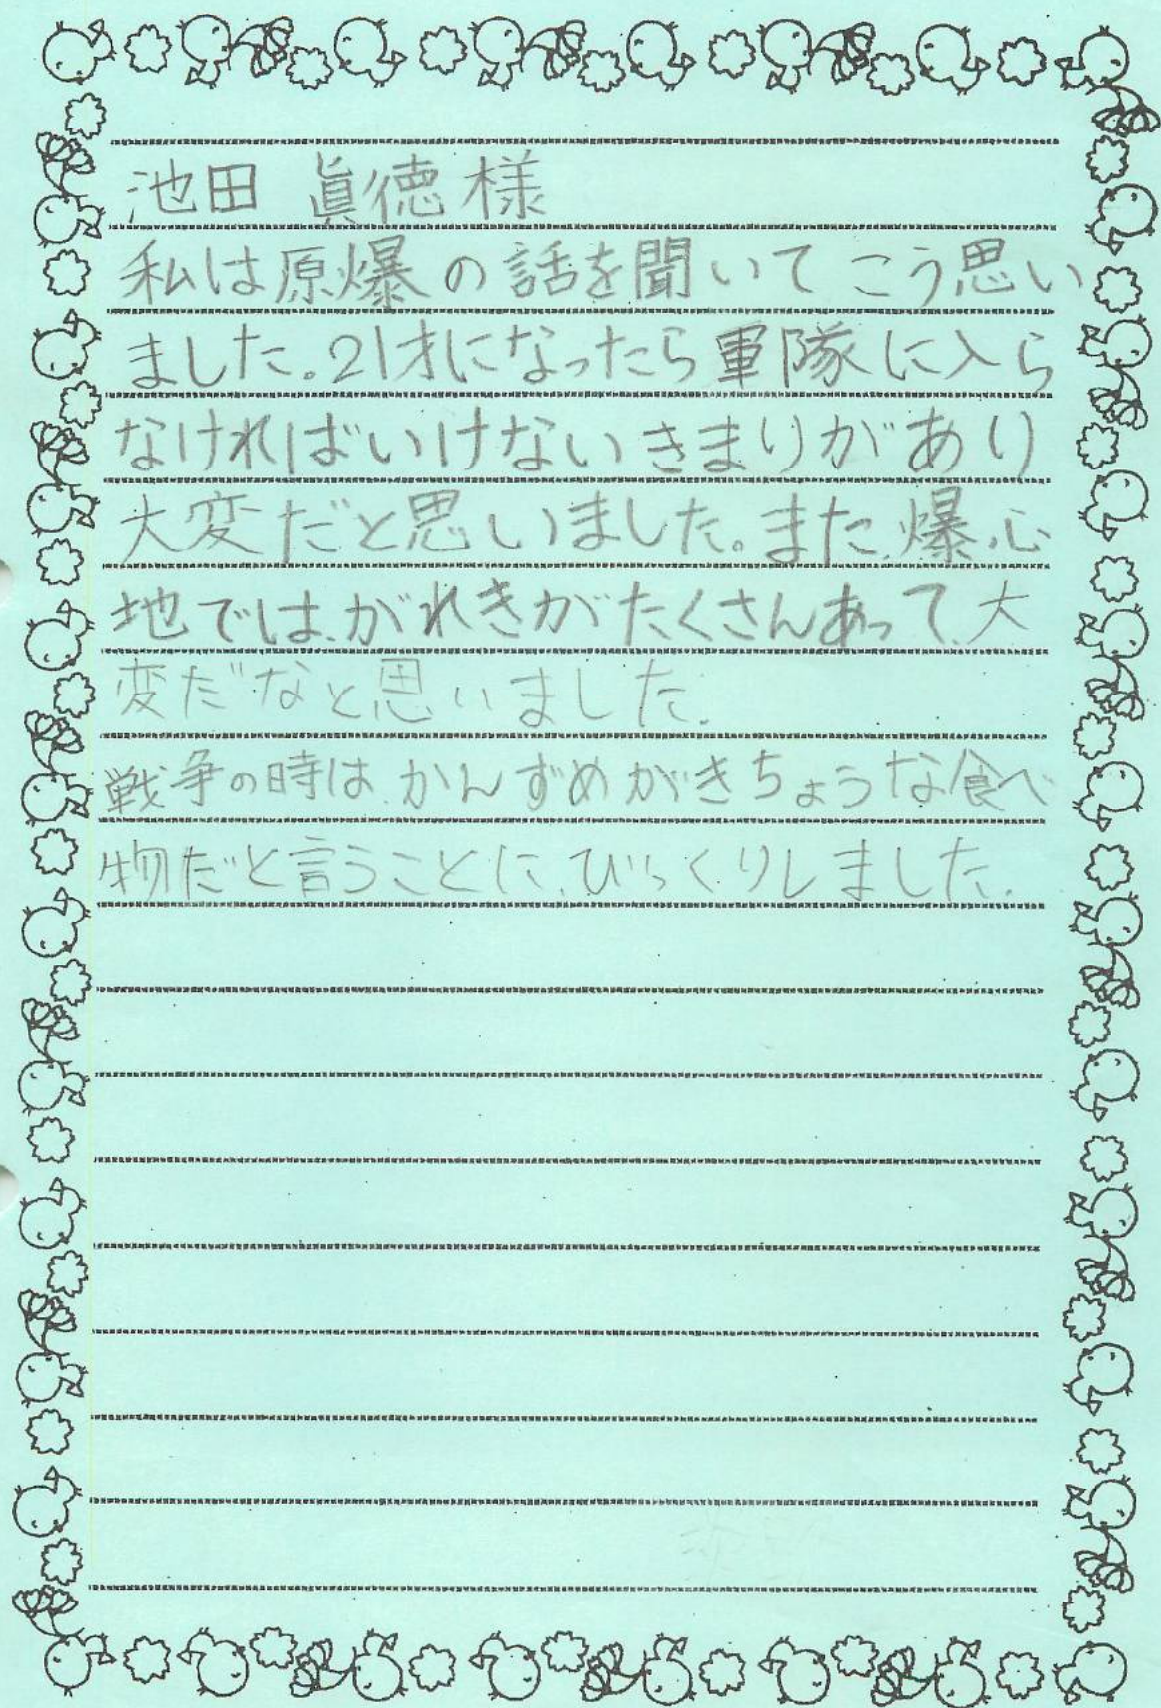 池田 眞徳様
私は原爆の話を聞いてこう思い
ました。21才になったら軍隊に入ら
なければいけないきまりがあり
大変だと思いました。また、爆心
地では、がれきがたくさんあって、大
変だなと思いました。
戦争の時は、かんずめがきちょうな食べ
物だと言うことに、びっくりしました。